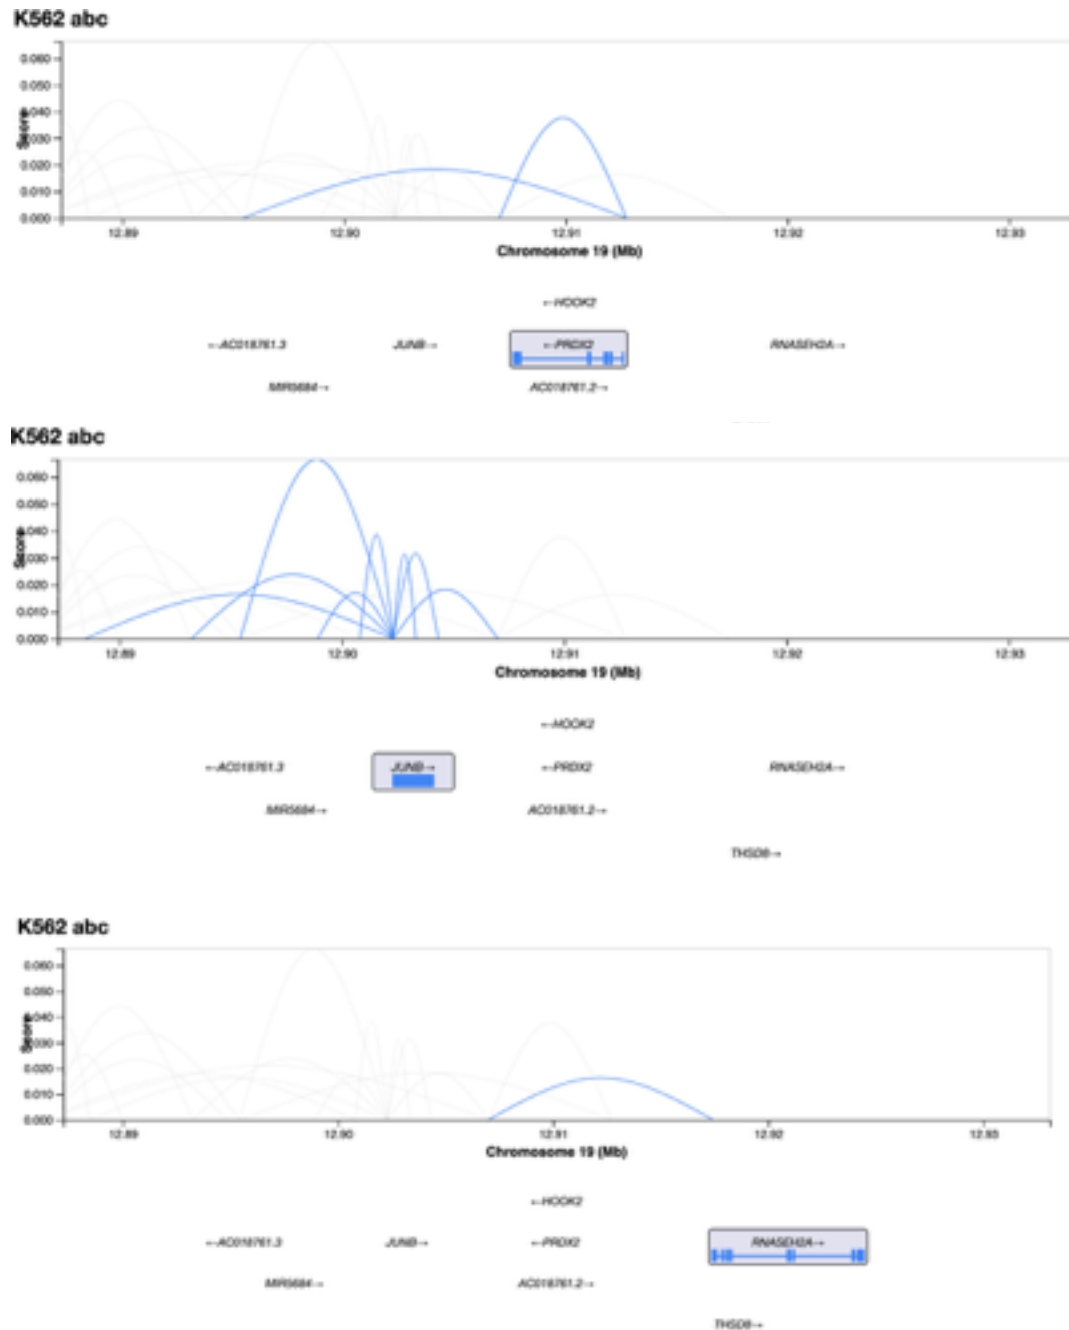 K562 abc
0.060
0.050
0.040
0.030
0.020
0.010
0.000
Score
12.89 12.90 12.91 12.92 12.93
Chromosome 19 (Mb)
←HOOK2
←AC018761.3 JUNB→ ←PRDX2 RNASEH2A→
MIR5684→ AC018761.2→
K562 abc
0.060
0.050
0.040
0.030
0.020
0.010
0.000
Score
12.89 12.90 12.91 12.92 12.93
Chromosome 19 (Mb)
←HOOK2
←AC018761.3 JUNB→ ←PRDX2 RNASEH2A→
MIR5684→ AC018761.2→
THSD8→
K562 abc
0.060
0.050
0.040
0.030
0.020
0.010
0.000
Score
12.89 12.90 12.91 12.92 12.93
Chromosome 19 (Mb)
←HOOK2
←AC018761.3 JUNB→ ←PRDX2 RNASEH2A→
MIR5684→ AC018761.2→
THSD8→